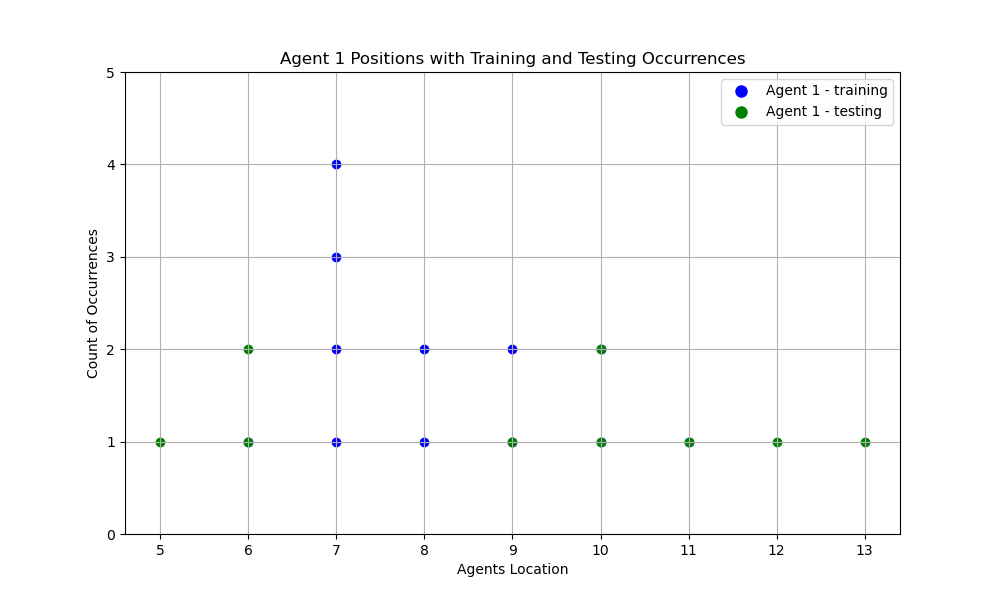 Agent 1 Positions with Training and Testing Occurrences
Agent 1 - training
Agent 1 - testing
Count of Occurrences
5
4
3
2
1
0
5 6 7 8 9 10 11 12 13
Agents Location